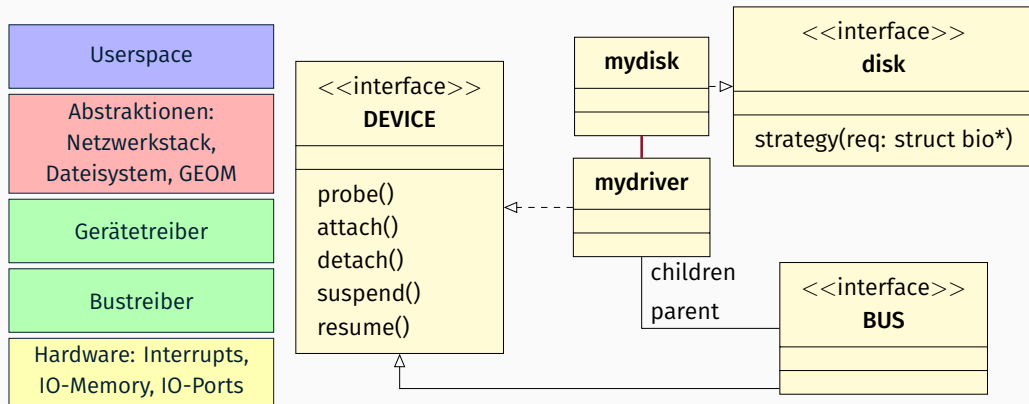 Userspace
Abstraktionen:
Netzwerkstack,
Dateisystem, GEOM
Gerätetreiber
Bustreiber
Hardware: Interrupts,
IO-Memory, IO-Ports
<<interface>>
DEVICE
probe()
attach()
detach()
suspend()
resume()
mydisk
mydriver
children
parent
<<interface>>
disk
strategy(req: struct bio*)
<<interface>>
BUS